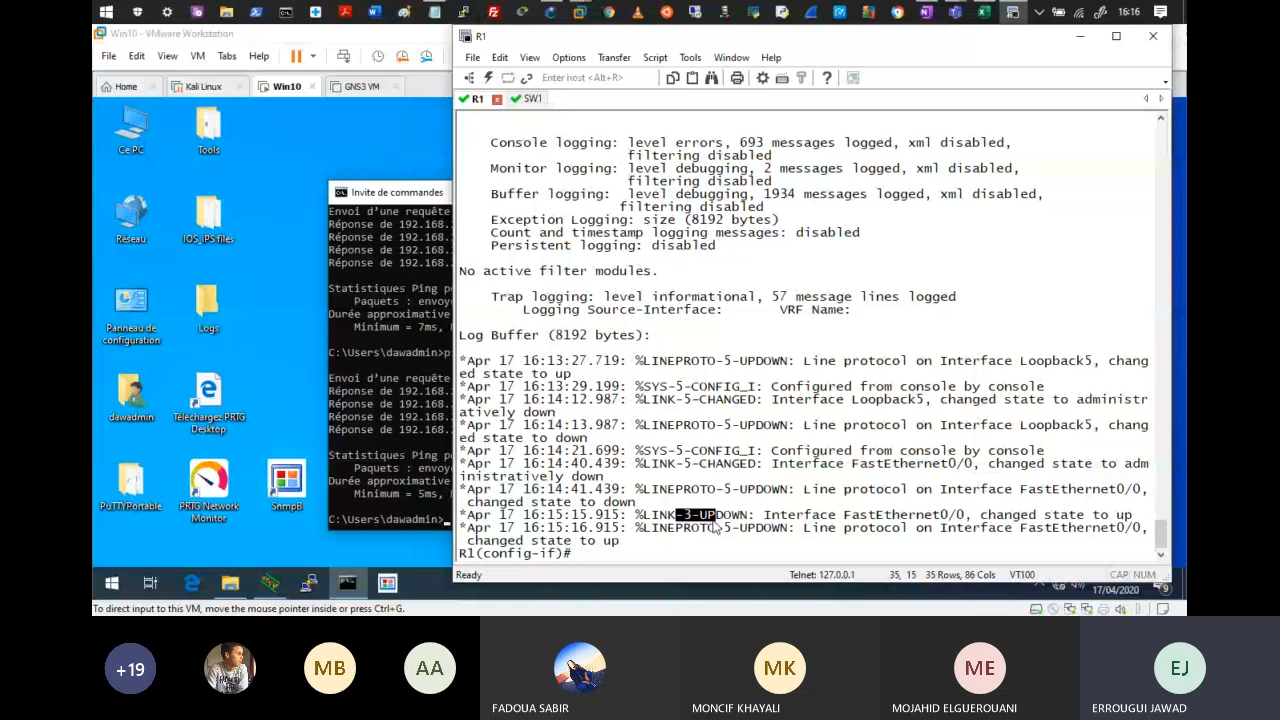 16:16
Win10 - VMware Workstation
File Edit View VM Tabs Help
Home Kali Linux Win10 GNS3 VM
Ce PC
Tools
Réseau
IOS_IPS files
Panneau de configuration
Logs
dawadmin
Téléchargez PRTG Desktop
PuTTYPortable
PRTG Network Monitor
SnmpB
Invite de commandes
Envoi d'une requête
Réponse de 192.168.
Réponse de 192.168.
Réponse de 192.168.
Réponse de 192.168.
Statistiques Ping p
Paquets : envoyé
Durée approximative
Minimum = 7ms,
C:\Users\dawadmin>p
Envoi d'une requête
Réponse de 192.168.
Réponse de 192.168.
Réponse de 192.168.
Réponse de 192.168.
Statistiques Ping p
Paquets : envoyé
Durée approximative
Minimum = 5ms,
C:\Users\dawadmin>
R1
File Edit View Options Transfer Script Tools Window Help
Enter host <Alt+R>
R1 SW1
Console logging: level errors, 693 messages logged, xml disabled,
filtering disabled
Monitor logging: level debugging, 2 messages logged, xml disabled,
filtering disabled
Buffer logging: level debugging, 1934 messages logged, xml disabled,
filtering disabled
Exception Logging: size (8192 bytes)
Count and timestamp logging messages: disabled
Persistent logging: disabled
No active filter modules.
Trap logging: level informational, 57 message lines logged
Logging Source-Interface: VRF Name:
Log Buffer (8192 bytes):
*Apr 17 16:13:27.719: %LINEPROTO-5-UPDOWN: Line protocol on Interface Loopback5, chang
ed state to up
*Apr 17 16:13:29.199: %SYS-5-CONFIG_I: Configured from console by console
*Apr 17 16:14:12.987: %LINK-5-CHANGED: Interface Loopback5, changed state to administr
atively down
*Apr 17 16:14:13.987: %LINEPROTO-5-UPDOWN: Line protocol on Interface Loopback5, chang
ed state to down
*Apr 17 16:14:21.699: %SYS-5-CONFIG_I: Configured from console by console
*Apr 17 16:14:40.439: %LINK-5-CHANGED: Interface FastEthernet0/0, changed state to adm
inistratively down
*Apr 17 16:14:41.439: %LINEPROTO-5-UPDOWN: Line protocol on Interface FastEthernet0/0,
changed state to down
*Apr 17 16:15:15.915: %LINK-3-UPDOWN: Interface FastEthernet0/0, changed state to up
*Apr 17 16:15:16.915: %LINEPROTO-5-UPDOWN: Line protocol on Interface FastEthernet0/0,
changed state to up
R1(config-if)#
Ready Telnet: 127.0.0.1 35, 15 35 Rows, 86 Cols VT100 CAP NUM
17/04/2020
To direct input to this VM, move the mouse pointer inside or press Ctrl+G.
+19
MB
AA
MK
ME
EJ
FADOUA SABIR
MONCIF KHAYALI
MOJAHID ELGUEROUANI
ERROUGUI JAWAD